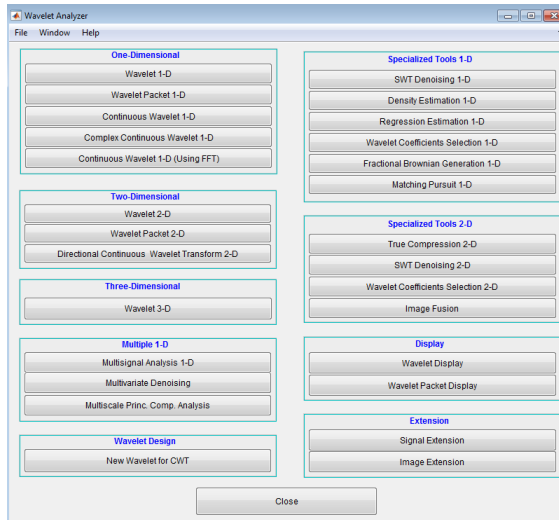 Wavelet Analyzer
File Window Help
One-Dimensional
Wavelet 1-D
Wavelet Packet 1-D
Continuous Wavelet 1-D
Complex Continuous Wavelet 1-D
Continuous Wavelet 1-D (Using FFT)
Two-Dimensional
Wavelet 2-D
Wavelet Packet 2-D
Directional Continuous Wavelet Transform 2-D
Three-Dimensional
Wavelet 3-D
Multiple 1-D
Multisignal Analysis 1-D
Multivariate Denoising
Multiscale Princ. Comp. Analysis
Wavelet Design
New Wavelet for CWT
Specialized Tools 1-D
SWT Denoising 1-D
Density Estimation 1-D
Regression Estimation 1-D
Wavelet Coefficients Selection 1-D
Fractional Brownian Generation 1-D
Matching Pursuit 1-D
Specialized Tools 2-D
True Compression 2-D
SWT Denoising 2-D
Wavelet Coefficients Selection 2-D
Image Fusion
Display
Wavelet Display
Wavelet Packet Display
Extension
Signal Extension
Image Extension
Close